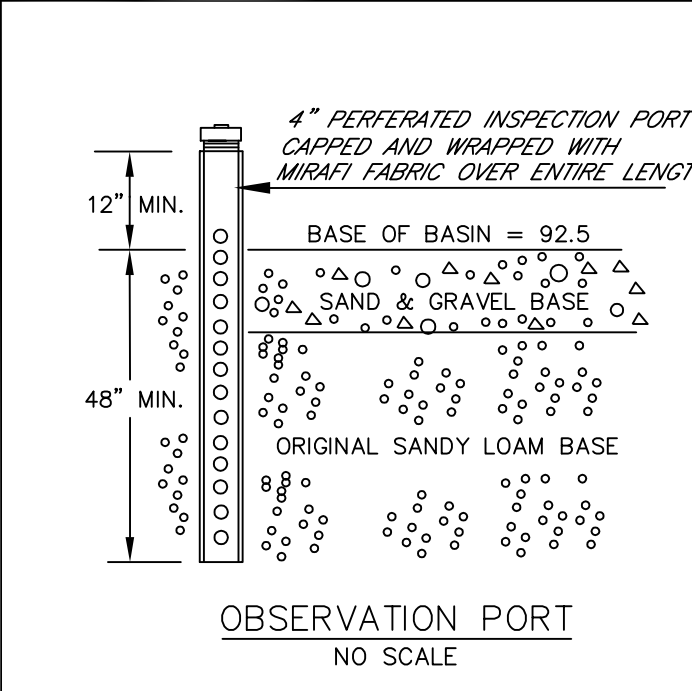 4" PERFERATED INSPECTION PORT
CAPPED AND WRAPPED WITH
MIRAFI FABRIC OVER ENTIRE LENGT
12" MIN.
BASE OF BASIN = 92.5
SAND & GRAVEL BASE
48" MIN.
ORIGINAL SANDY LOAM BASE
OBSERVATION PORT
NO SCALE